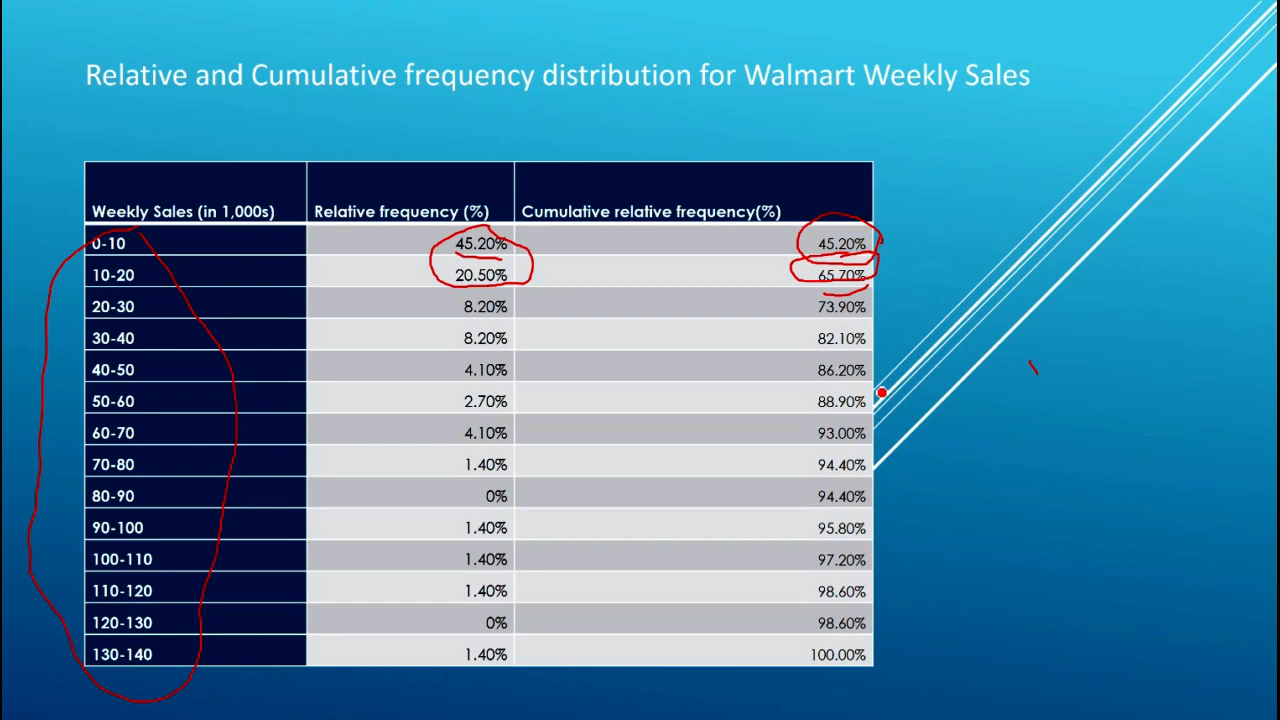 Relative and Cumulative frequency distribution for Walmart Weekly Sales
Weekly Sales (in 1,000s) Relative frequency (%) Cumulative relative frequency(%)
0-10 45.20% 45.20%
10-20 20.50% 65.70%
20-30 8.20% 73.90%
30-40 8.20% 82.10%
40-50 4.10% 86.20%
50-60 2.70% 88.90%
60-70 4.10% 93.00%
70-80 1.40% 94.40%
80-90 0% 94.40%
90-100 1.40% 95.80%
100-110 1.40% 97.20%
110-120 1.40% 98.60%
120-130 0% 98.60%
130-140 1.40% 100.00%